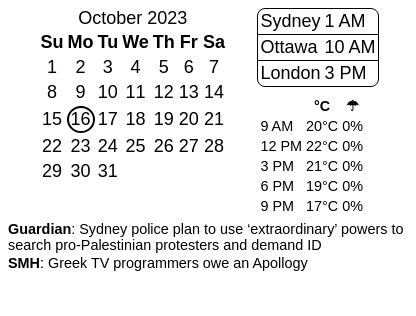 October 2023
Su Mo Tu We Th Fr Sa
1 2 3 4 5 6 7
8 9 10 11 12 13 14
15 16 17 18 19 20 21
22 23 24 25 26 27 28
29 30 31
Sydney 1 AM
Ottawa 10 AM
London 3 PM
°C ☂
9 AM 20°C 0%
12 PM 22°C 0%
3 PM 21°C 0%
6 PM 19°C 0%
9 PM 17°C 0%
Guardian: Sydney police plan to use ‘extraordinary’ powers to
search pro-Palestinian protesters and demand ID
SMH: Greek TV programmers owe an Apollogy